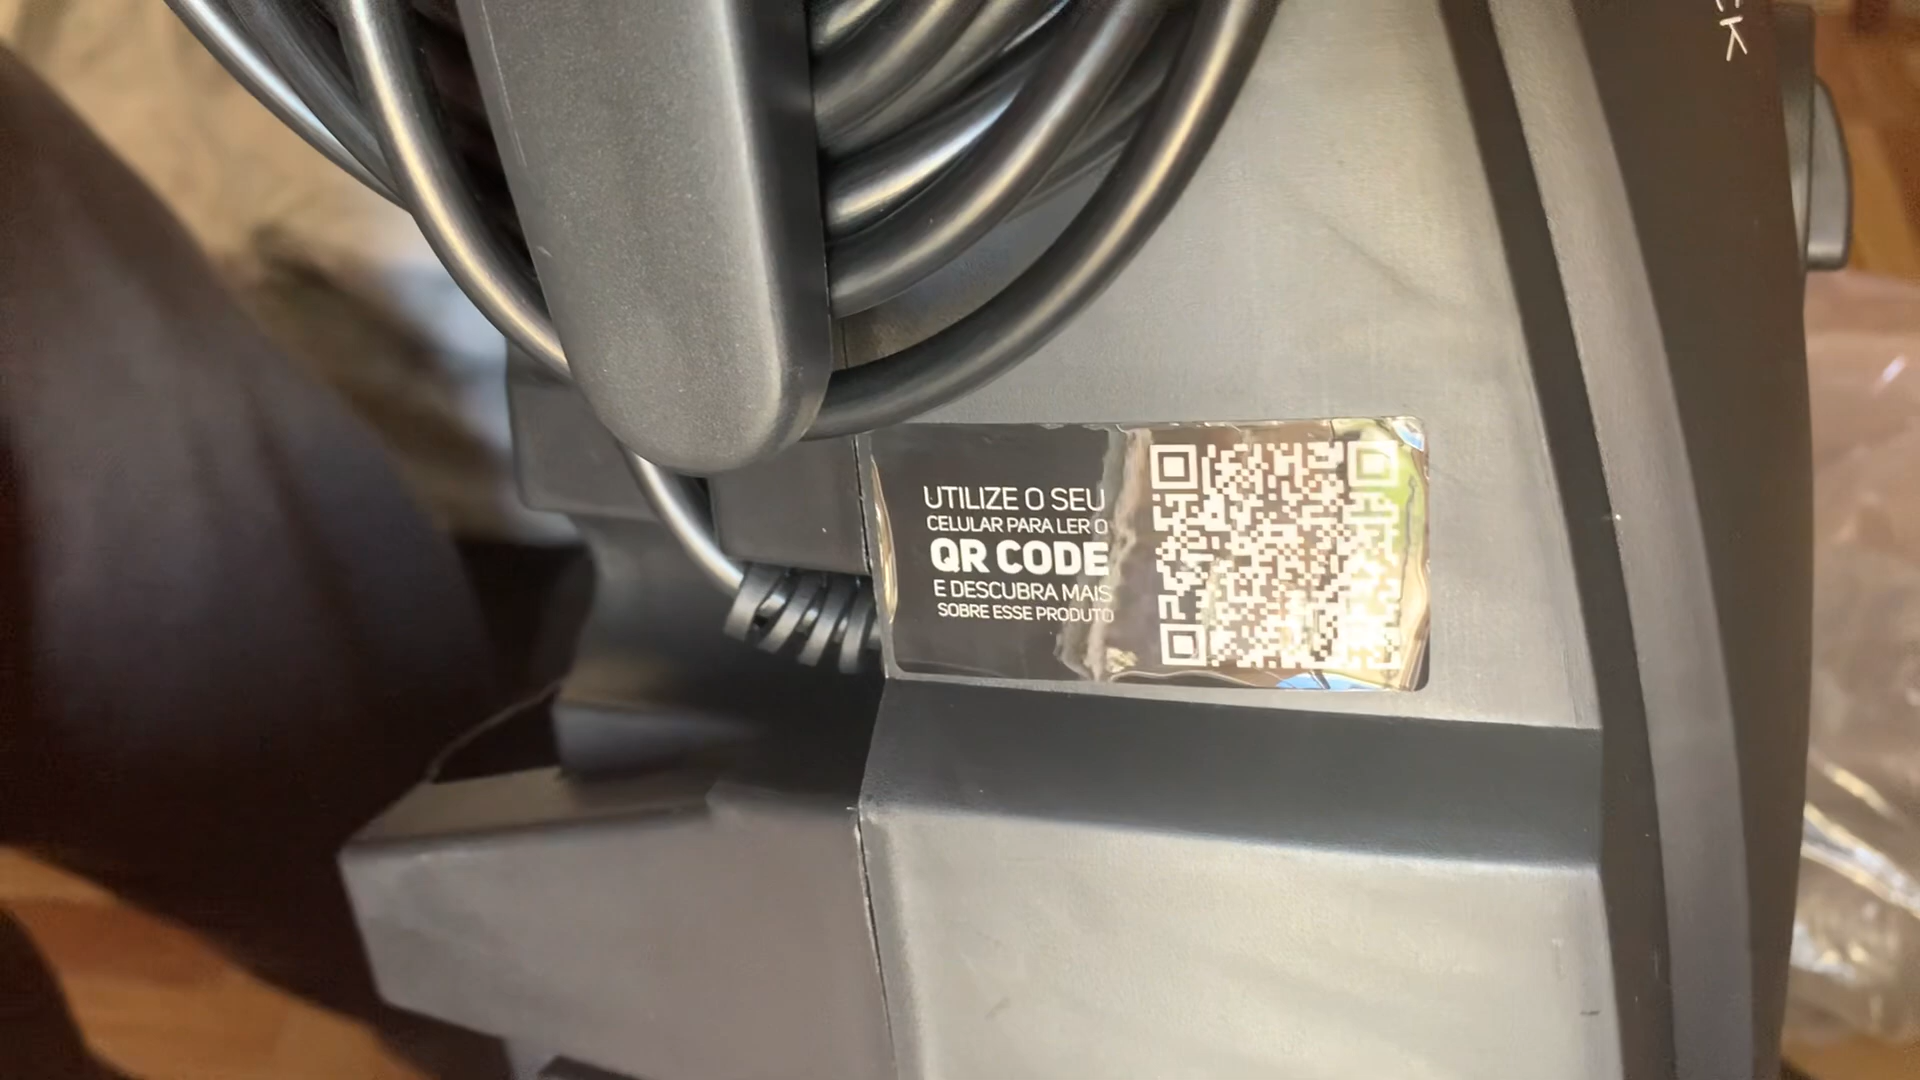 UTILIZE O SEU
CELULAR PARA LER O
QR CODE
E DESCUBRA MAIS
SOBRE ESSE PRODUTO